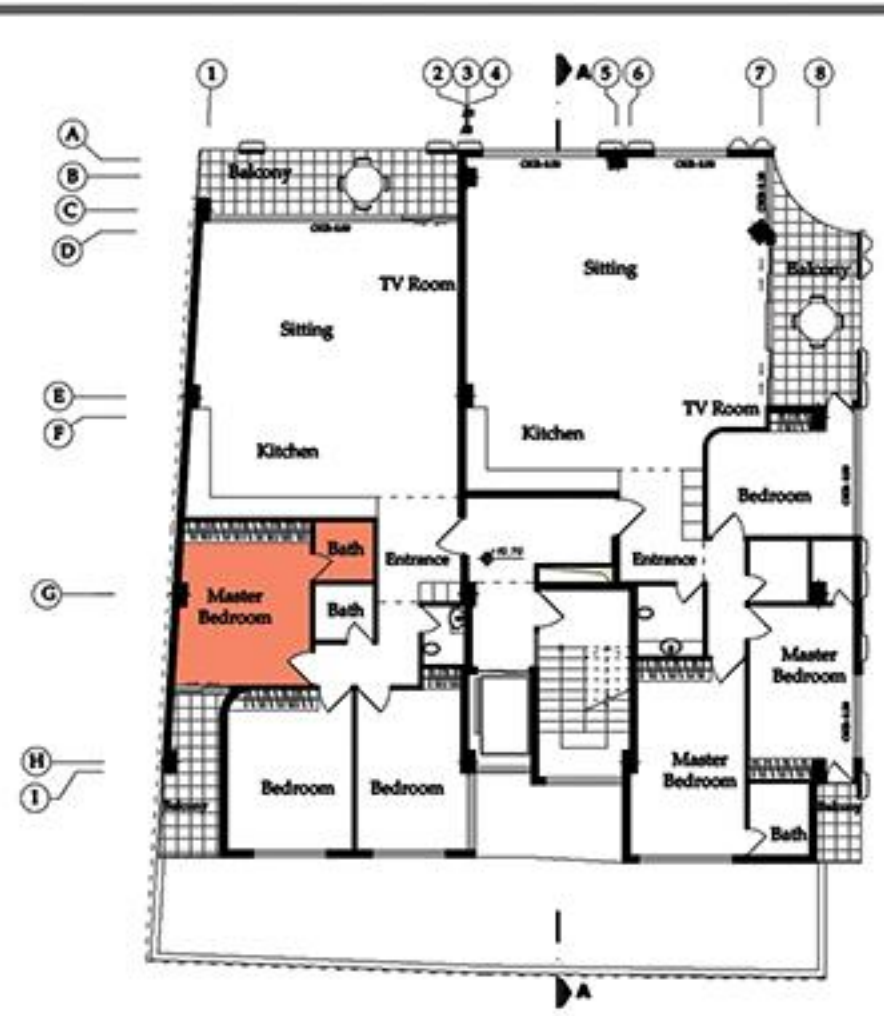 1 2 3 4 A 5 6 7 8
A
B
C
D
Balcony
Sitting
Balcony
TV Room
Sitting
E
F
TV Room
Kitchen
Kitchen
Bedroom
Bath
Entrance
Entrance
G
Master
Bedroom
Bath
Master
Bedroom
H
I
Bedroom
Bedroom
Master
Bedroom
Balcony
Balcony
Bath
A